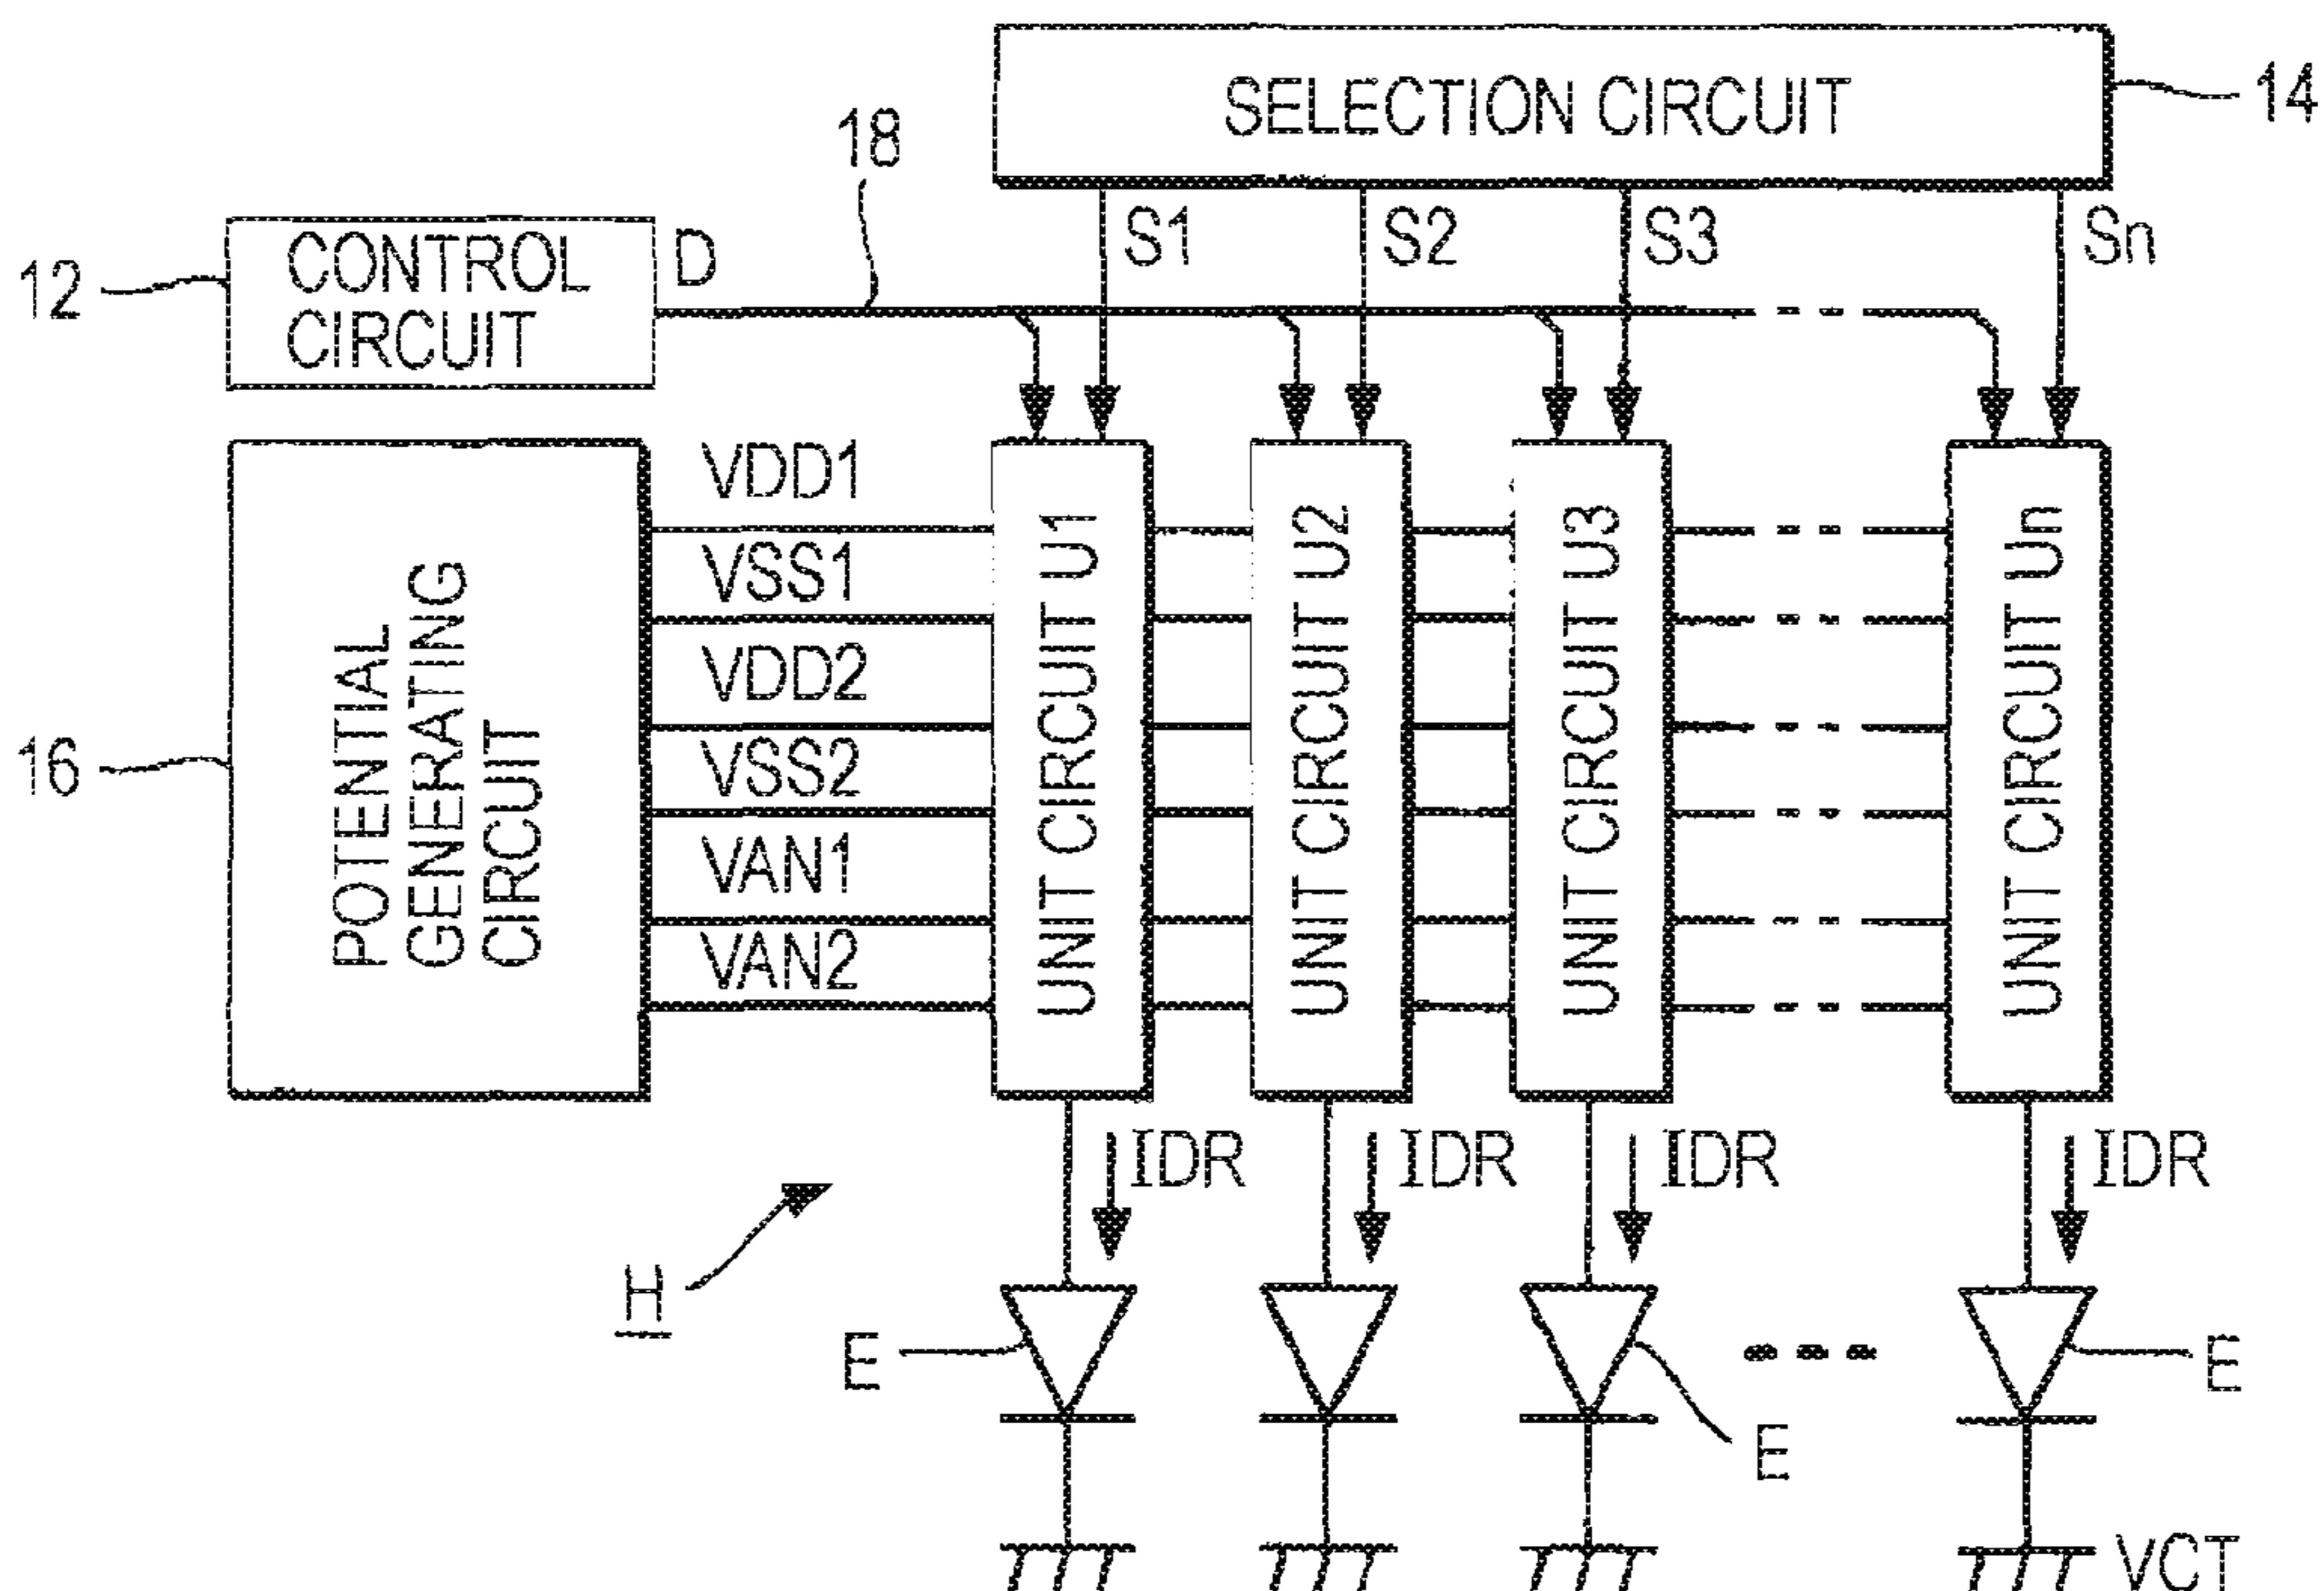 SELECTION CIRCUIT
14
18
S1
S2
S3
Sn
12
CONTROL
CIRCUIT
D
VDD1
VSS1
VDD2
VSS2
VAN1
VAN2
16
POTENTIAL
GENERATING
CIRCUIT
UNIT CIRCUIT U1
UNIT CIRCUIT U2
UNIT CIRCUIT U3
UNIT CIRCUIT Un
IDR
IDR
IDR
IDR
H
E
E
E
VCT